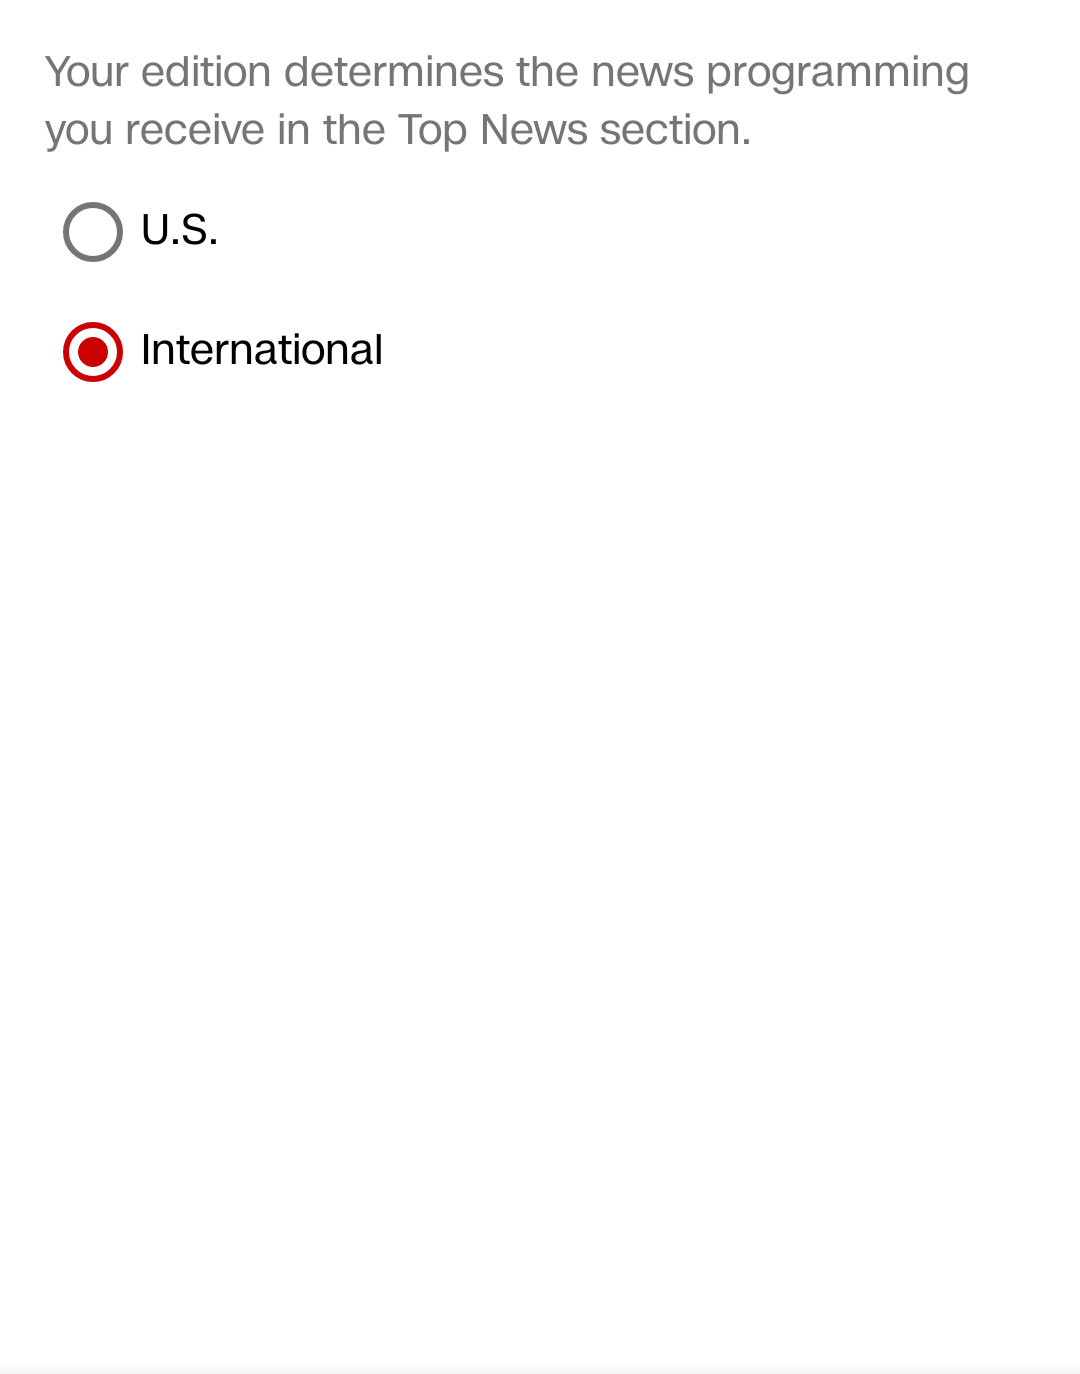 Your edition determines the news programming
you receive in the Top News section.
U.S.
International